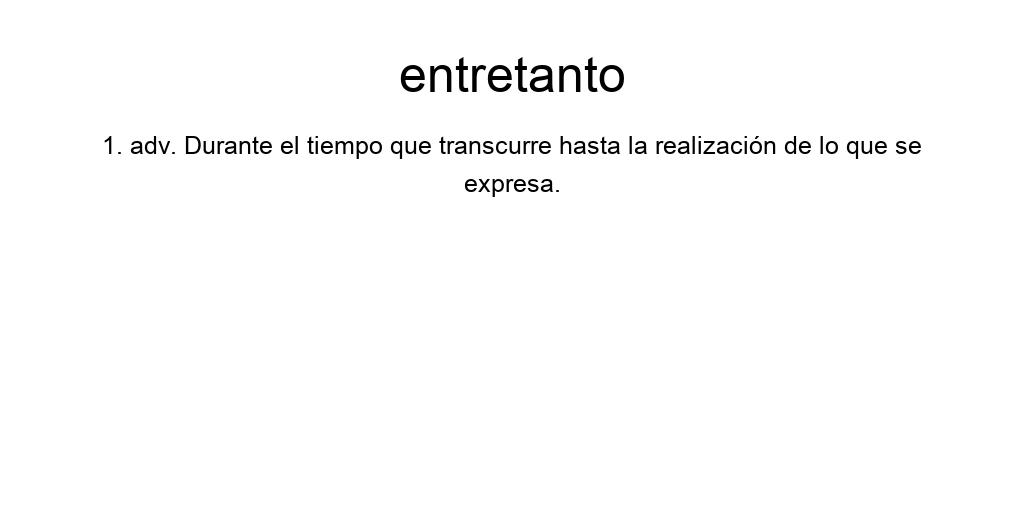 entretanto
1. adv. Durante el tiempo que transcurre hasta la realización de lo que se
expresa.